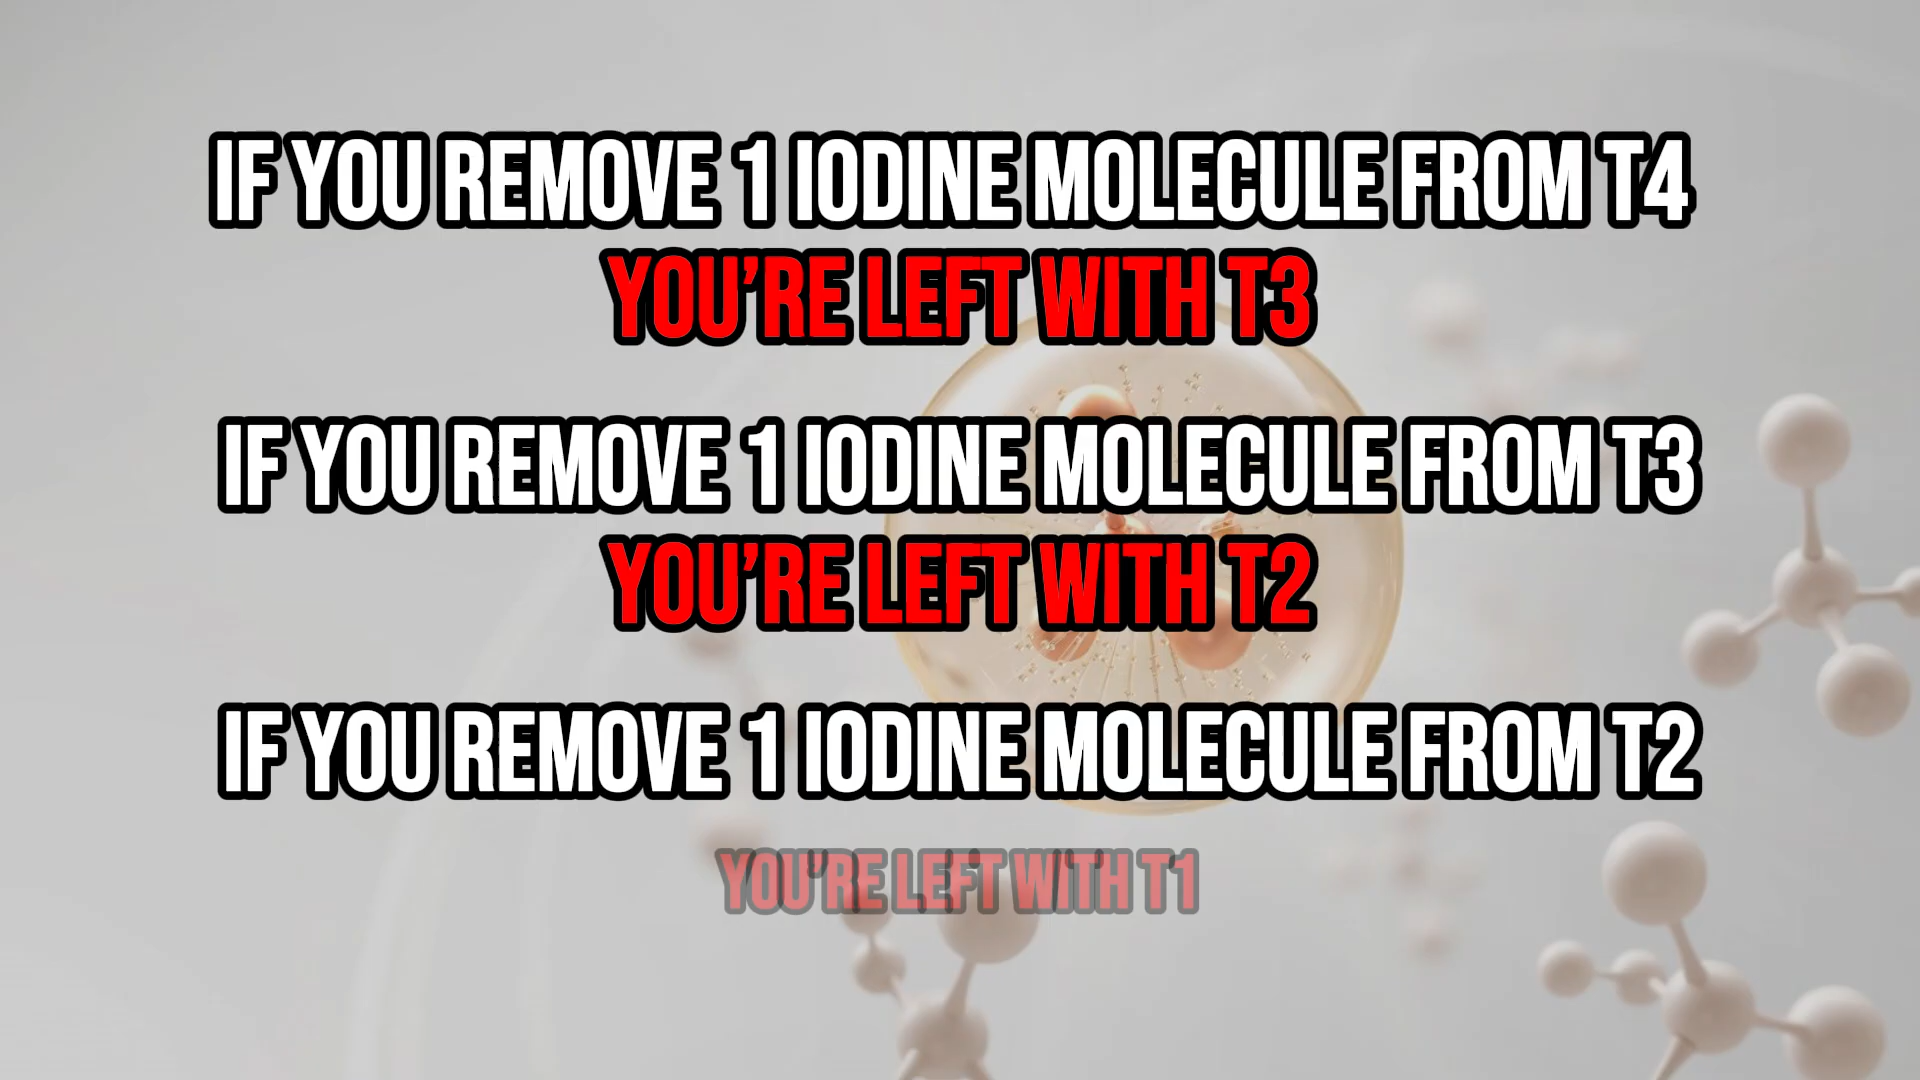 IF YOU REMOVE 1 IODINE MOLECULE FROM T4
YOU'RE LEFT WITH T3
IF YOU REMOVE 1 IODINE MOLECULE FROM T3
YOU'RE LEFT WITH T2
IF YOU REMOVE 1 IODINE MOLECULE FROM T2
YOU'RE LEFT WITH T1